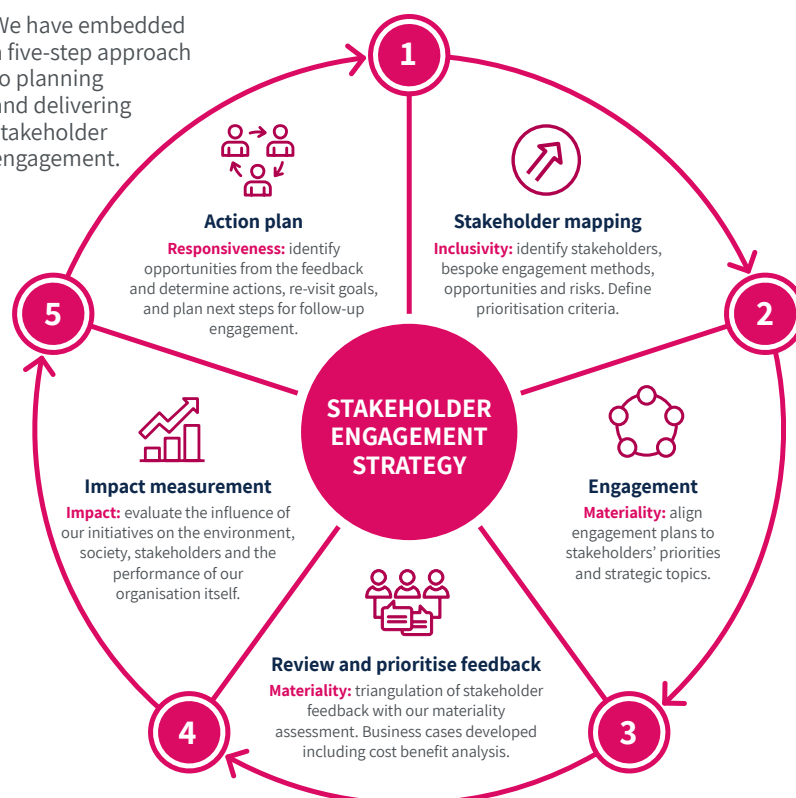 We have embedded
a five-step approach
to planning
and delivering
stakeholder
engagement.
1
Stakeholder mapping
Inclusivity: identify stakeholders,
bespoke engagement methods,
opportunities and risks. Define
prioritisation criteria.
2
Engagement
Materiality: align
engagement plans to
stakeholders’ priorities
and strategic topics.
3
Review and prioritise feedback
Materiality: triangulation of stakeholder
feedback with our materiality
assessment. Business cases developed
including cost benefit analysis.
4
Impact measurement
Impact: evaluate the influence of
our initiatives on the environment,
society, stakeholders and the
performance of our
organisation itself.
5
Action plan
Responsiveness: identify
opportunities from the feedback
and determine actions, re-visit goals,
and plan next steps for follow-up
engagement.
STAKEHOLDER
ENGAGEMENT
STRATEGY